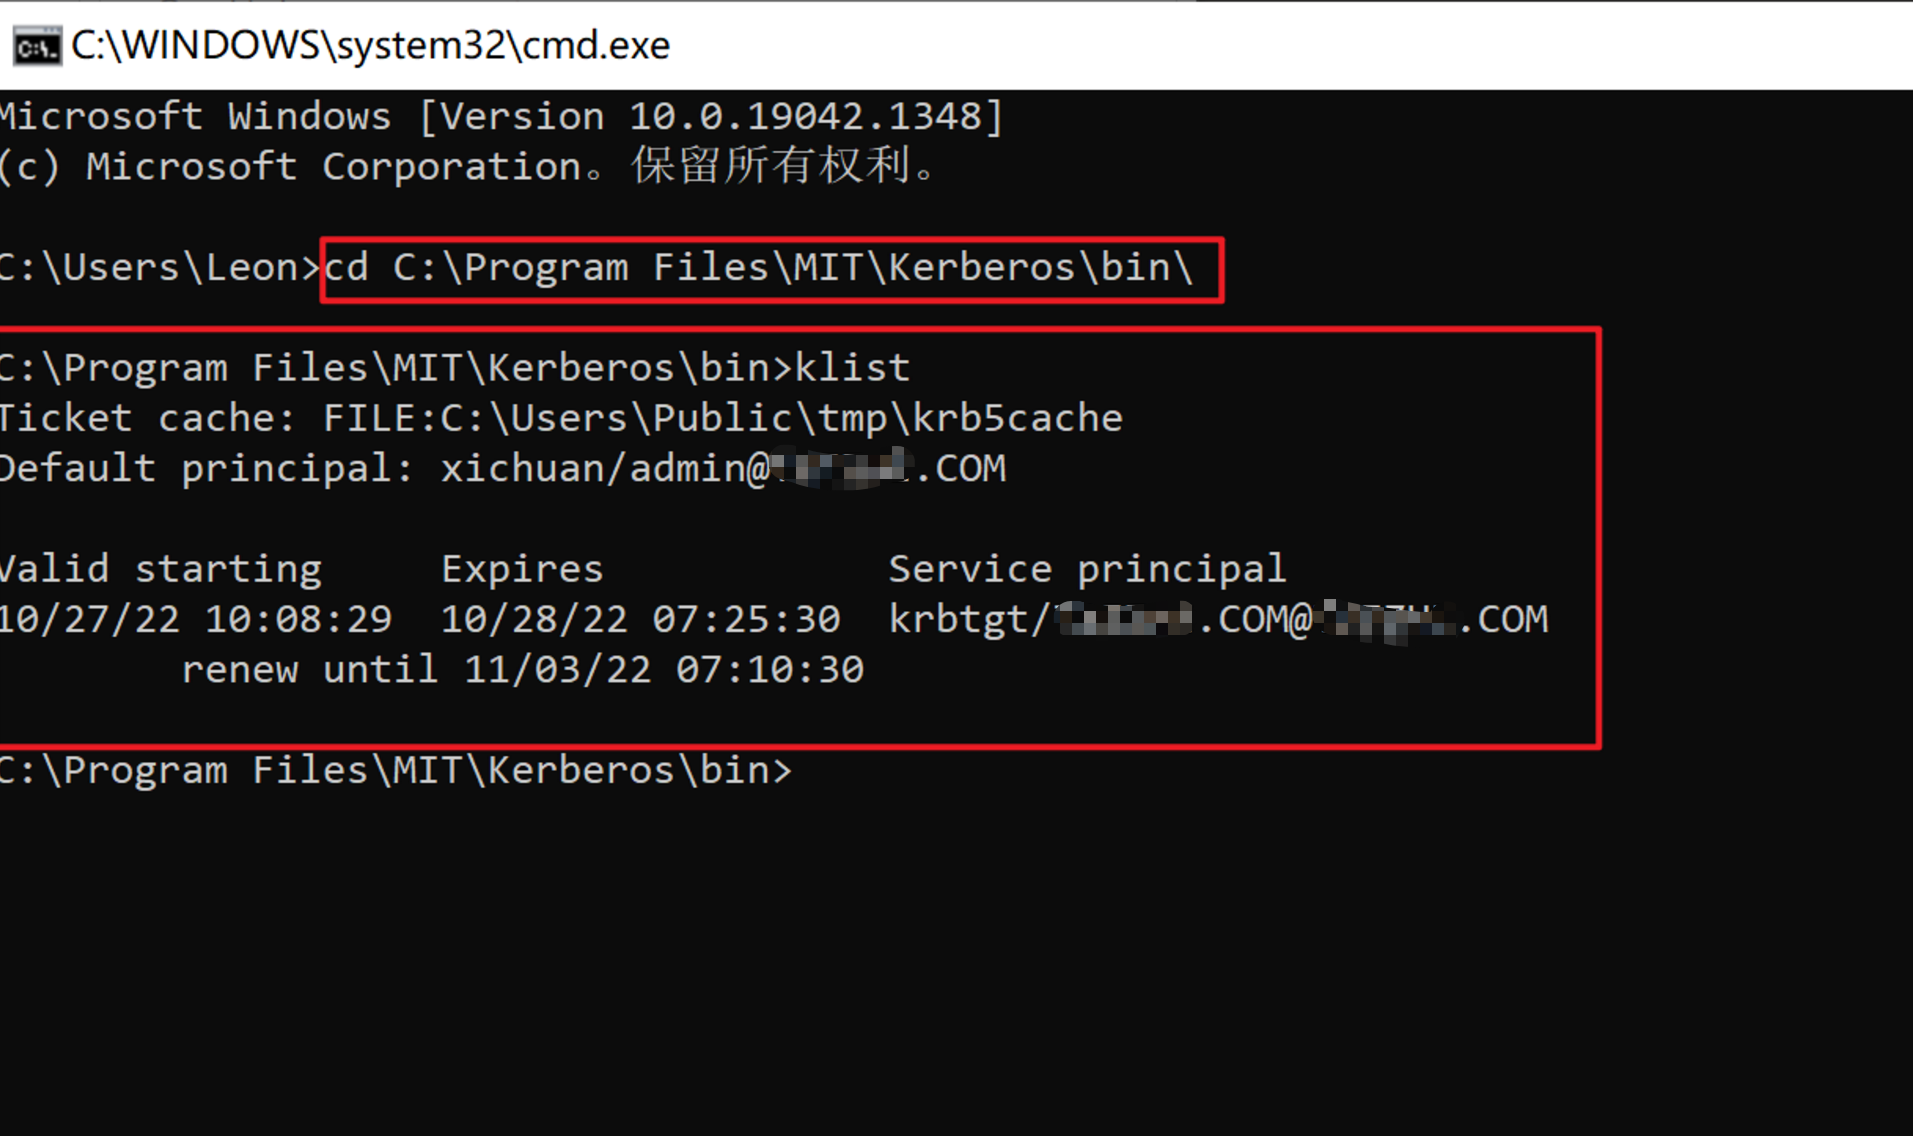 C:\WINDOWS\system32\cmd.exe
Microsoft Windows [Version 10.0.19042.1348]
(c) Microsoft Corporation。保留所有权利。
C:\Users\Leon>cd C:\Program Files\MIT\Kerberos\bin\
C:\Program Files\MIT\Kerberos\bin>klist
Ticket cache: FILE:C:\Users\Public\tmp\krb5cache
Default principal: xichuan/admin@ .COM
Valid starting Expires Service principal
10/27/22 10:08:29 10/28/22 07:25:30 krbtgt/ .COM@ .COM
renew until 11/03/22 07:10:30
C:\Program Files\MIT\Kerberos\bin>